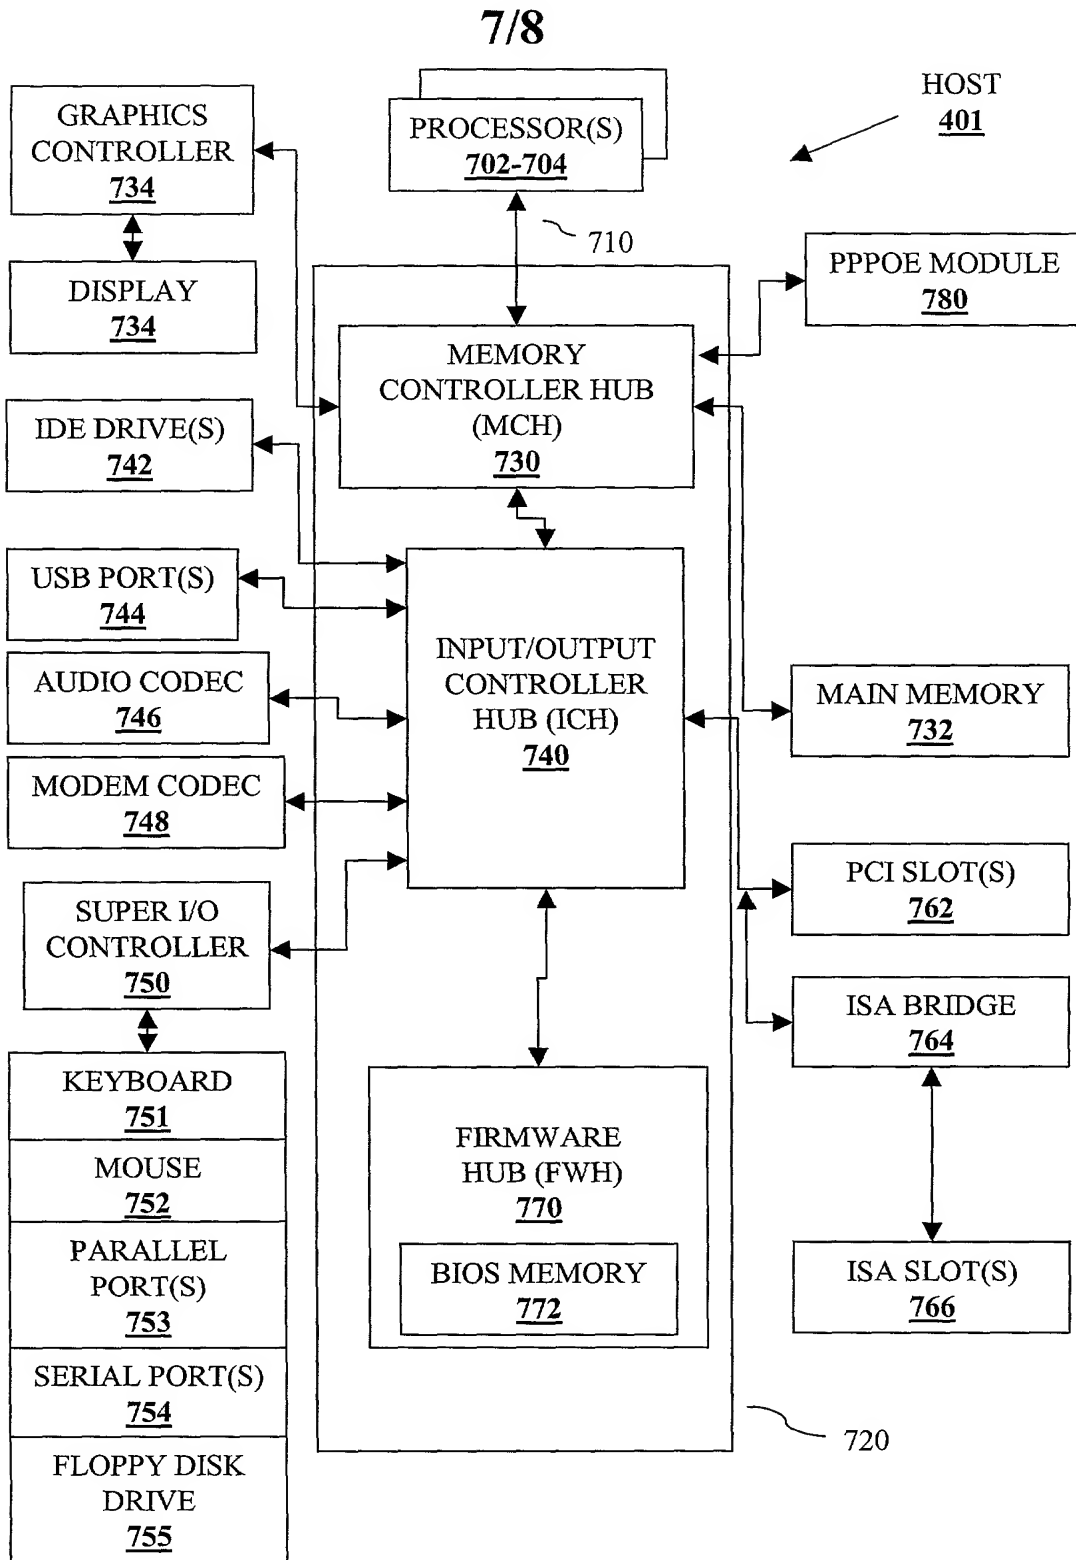 7/8
HOST
401
GRAPHICS
CONTROLLER
734
PROCESSOR(S)
702-704
710
DISPLAY
734
PPPOE MODULE
780
MEMORY
CONTROLLER HUB
(MCH)
730
IDE DRIVE(S)
742
USB PORT(S)
744
INPUT/OUTPUT
CONTROLLER
HUB (ICH)
740
AUDIO CODEC
746
MAIN MEMORY
732
MODEM CODEC
748
PCI SLOT(S)
762
SUPER I/O
CONTROLLER
750
ISA BRIDGE
764
KEYBOARD
751
MOUSE
752
PARALLEL
PORT(S)
753
SERIAL PORT(S)
754
FLOPPY DISK
DRIVE
755
FIRMWARE
HUB (FWH)
770
BIOS MEMORY
772
ISA SLOT(S)
766
720